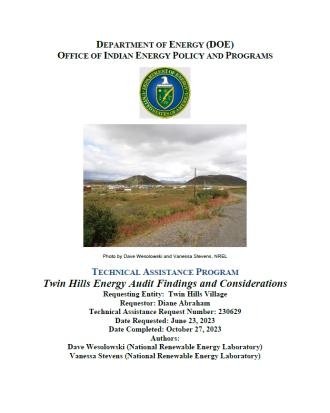 DEPARTMENT OF ENERGY (DOE)
OFFICE OF INDIAN ENERGY POLICY AND PROGRAMS
Photo by Dave Wesolowski and Vanessa Stevens, NREL
TECHNICAL ASSISTANCE PROGRAM
Twin Hills Energy Audit Findings and Considerations
Requesting Entity: Twin Hills Village
Requestor: Diane Abraham
Technical Assistance Request Number: 230629
Date Requested: June 23, 2023
Date Completed: October 27, 2023
Authors:
Dave Wesolowski (National Renewable Energy Laboratory)
Vanessa Stevens (National Renewable Energy Laboratory)